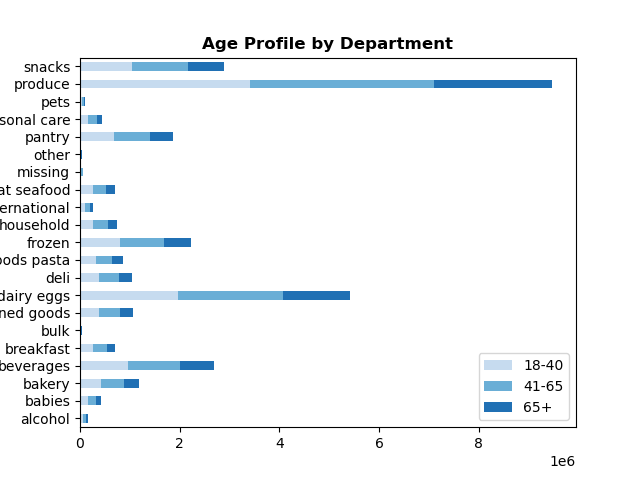 Age Profile by Department
snacks
produce
pets
sonal care
pantry
other
missing
at seafood
ernational
household
frozen
oods pasta
deli
dairy eggs
ned goods
bulk
breakfast
beverages
bakery
babies
alcohol
18-40
41-65
65+
0 2 4 6 8
1e6